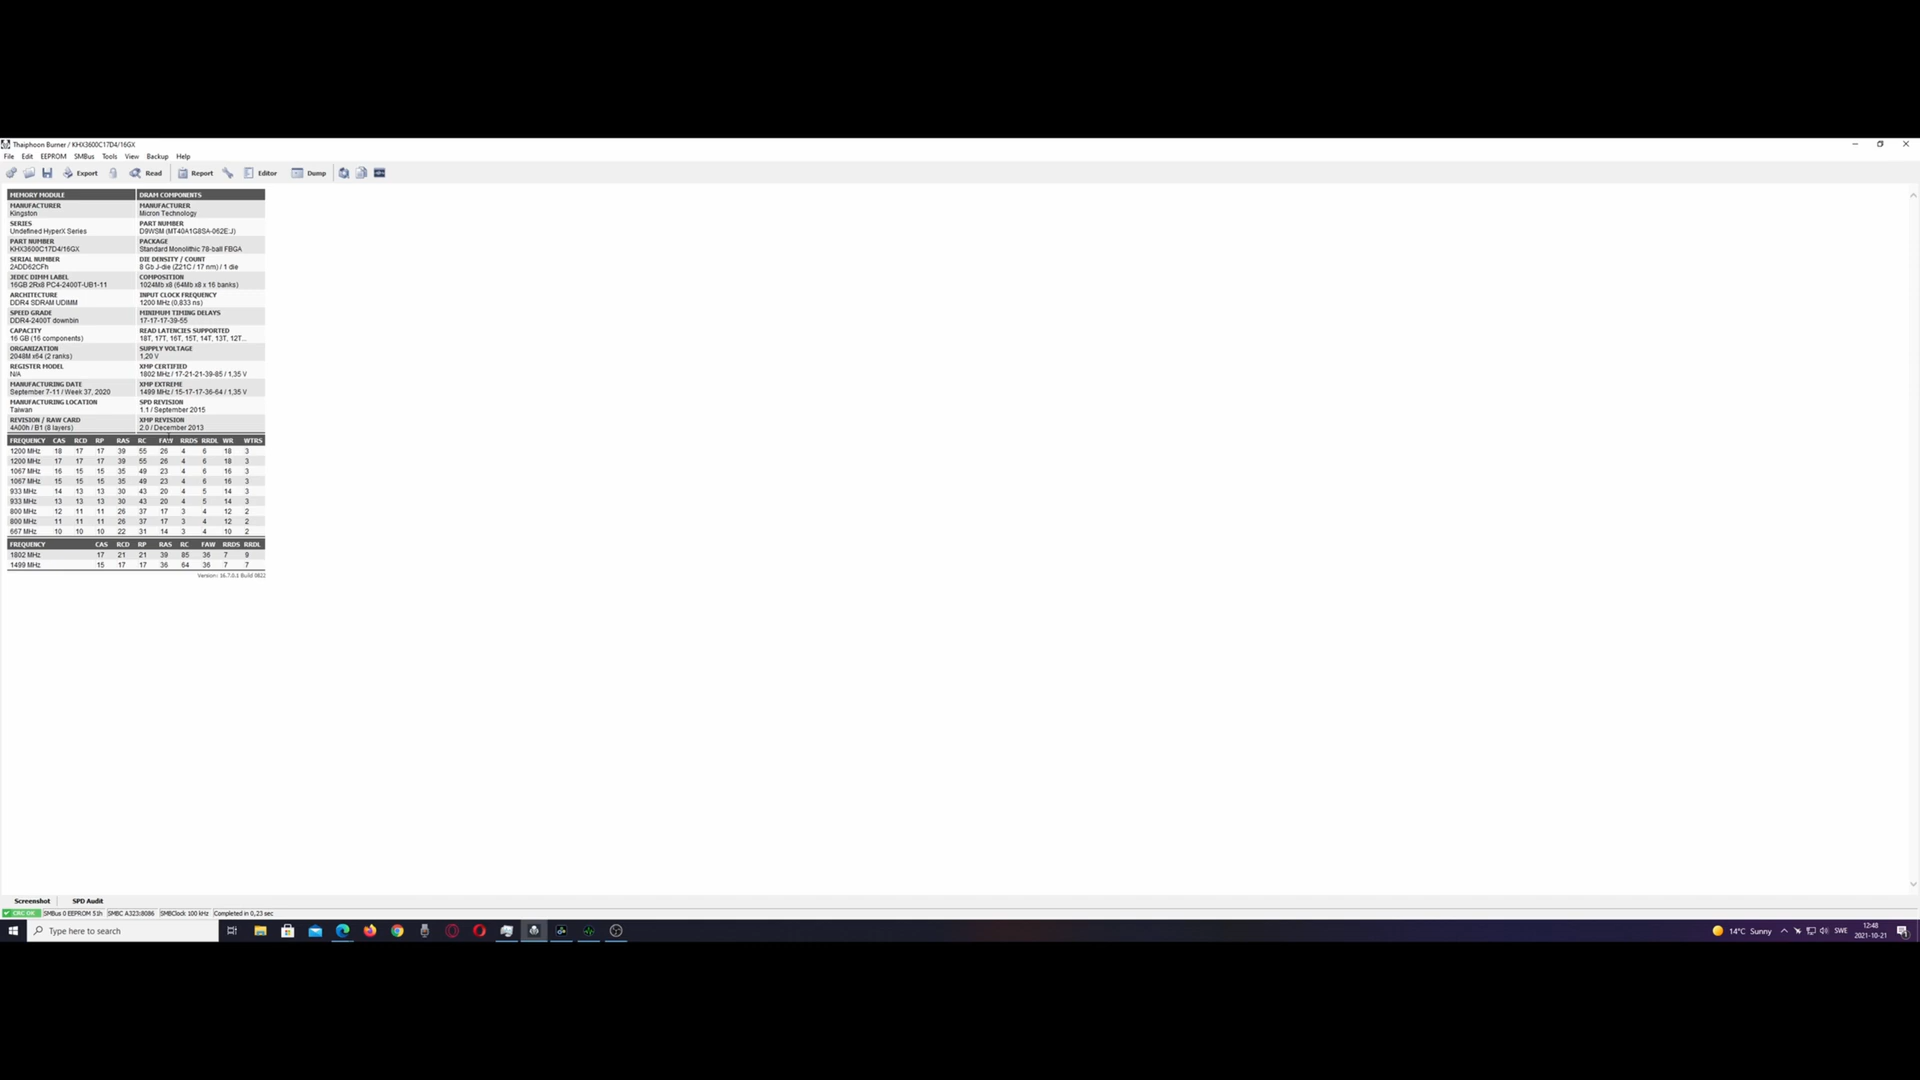 Thaiphoon Burner / KHX3600C17D4/16GX
File Edit EEPROM SMBus Tools View Backup Help
Export Read Report Editor Dump
MEMORY MODULE DRAM COMPONENTS
MANUFACTURER MANUFACTURER
Kingston Micron Technology
SERIES PART NUMBER
Undefined HyperX Series D9WSM (MT40A1G8SA-062E:J)
PART NUMBER PACKAGE
KHX3600C17D4/16GX Standard Monolithic 78-ball FBGA
SERIAL NUMBER DIE DENSITY / COUNT
2ADD52CFh 8 Gb J-die (Z21C / 17 nm) / 1 die
JEDEC DIMM LABEL COMPOSITION
16GB 2Rx8 PC4-2400T-UB1-11 1024Mb x8 (64Mb x8 x 16 banks)
ARCHITECTURE INPUT CLOCK FREQUENCY
DDR4 SDRAM UDIMM 1200 MHz (0,833 ns)
SPEED GRADE MINIMUM TIMING DELAYS
DDR4-2400T downbin 17-17-17-39-55
CAPACITY READ LATENCIES SUPPORTED
16 GB (16 components) 18T, 17T, 16T, 15T, 14T, 13T, 12T...
ORGANIZATION SUPPLY VOLTAGE
2048M x64 (2 ranks) 1,20 V
REGISTER MODEL XMP CERTIFIED
N/A 1802 MHz / 17-21-21-39-85 / 1,35 V
MANUFACTURING DATE XMP EXTREME
September 7-11 / Week 37, 2020 1499 MHz / 15-17-17-36-64 / 1,35 V
MANUFACTURING LOCATION SPD REVISION
Taiwan 1.1 / September 2015
REVISION / RAW CARD XMP REVISION
4A00h / B1 (8 layers) 2.0 / December 2013
FREQUENCY CAS RCD RP RAS RC FAW RRDS RRDL WR WTRS
1200 MHz 18 17 17 39 55 26 4 6 18 3
1200 MHz 17 17 17 39 55 26 4 6 18 3
1067 MHz 16 15 15 35 49 23 4 6 16 3
1067 MHz 15 15 15 35 49 23 4 6 16 3
933 MHz 14 13 13 30 43 20 4 5 14 3
933 MHz 13 13 13 30 43 20 4 5 14 3
800 MHz 12 11 11 26 37 17 3 4 12 2
800 MHz 11 11 11 26 37 17 3 4 12 2
667 MHz 10 10 10 22 31 14 3 4 10 2
FREQUENCY CAS RCD RP RAS RC FAW RRDS RRDL
1802 MHz 17 21 21 39 85 36 7 9
1499 MHz 15 17 17 36 64 36 7 7
Version: 16.7.0.1 Build 0822
Screenshot SPD Audit
CRC OK SMBus 0 EEPROM 51h SMBC A323:8086 SMBClock 100 kHz Completed in 0,23 sec
Type here to search 14°C Sunny SWE 12:48
2021-10-21